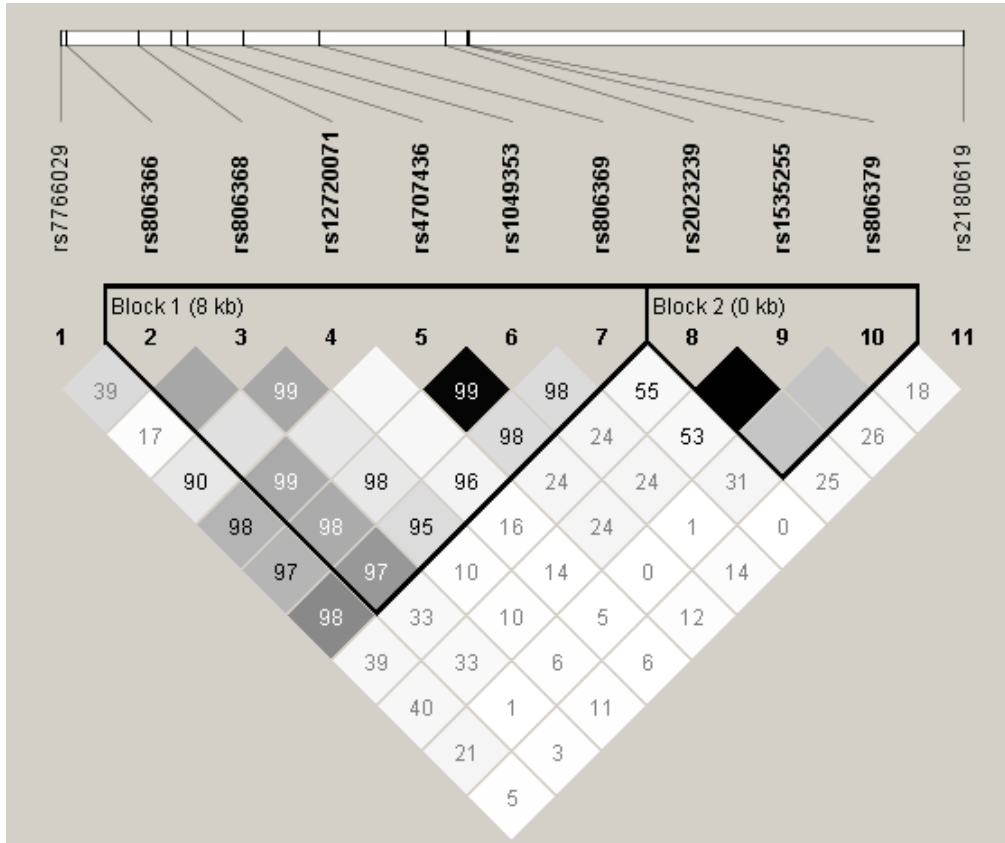 rs7766029
rs806366
rs806368
rs12720071
rs4707436
rs1049353
rs806369
rs2023239
rs1535255
rs806379
rs2180619
Block 1 (8 kb) Block 2 (0 kb)
1 2 3 4 5 6 7 8 9 10 11
39 99 99 98 55 18
17 98 24 53 26
90 99 98 96 24 24 31 25
98 98 95 16 24 1 0
97 97 10 14 0 14
98 33 10 5 12
39 33 6 6
40 1 11
21 3
5